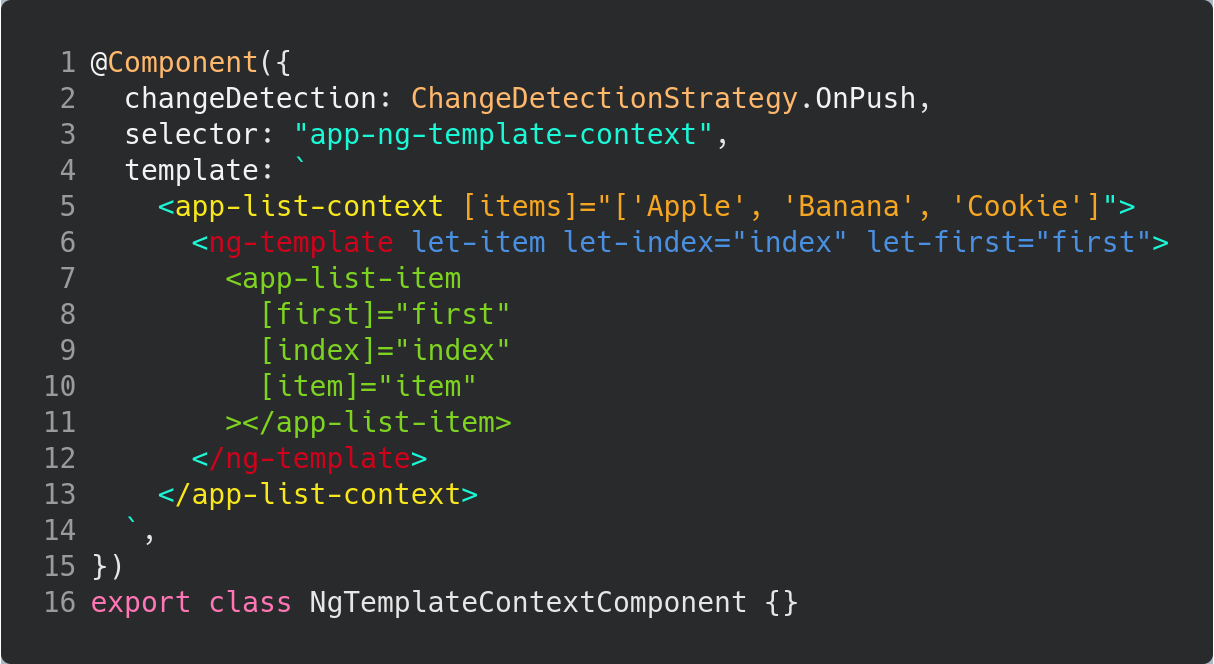 1 @Component({
2   changeDetection: ChangeDetectionStrategy.OnPush,
3   selector: "app-ng-template-context",
4   template: `
5     <app-list-context [items]="['Apple', 'Banana', 'Cookie']">
6       <ng-template let-item let-index="index" let-first="first">
7         <app-list-item
8           [first]="first"
9           [index]="index"
10           [item]="item"
11         ></app-list-item>
12       </ng-template>
13     </app-list-context>
14   `,
15 })
16 export class NgTemplateContextComponent {}